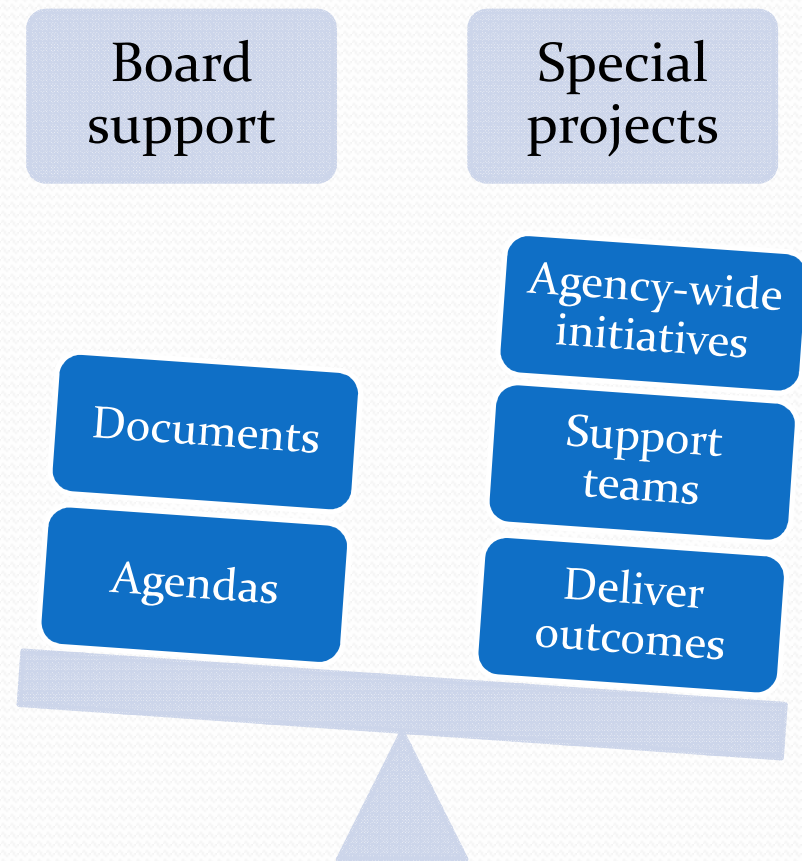 Board
support
Special
projects
Documents
Agendas
Agency-wide
initiatives
Support
teams
Deliver
outcomes